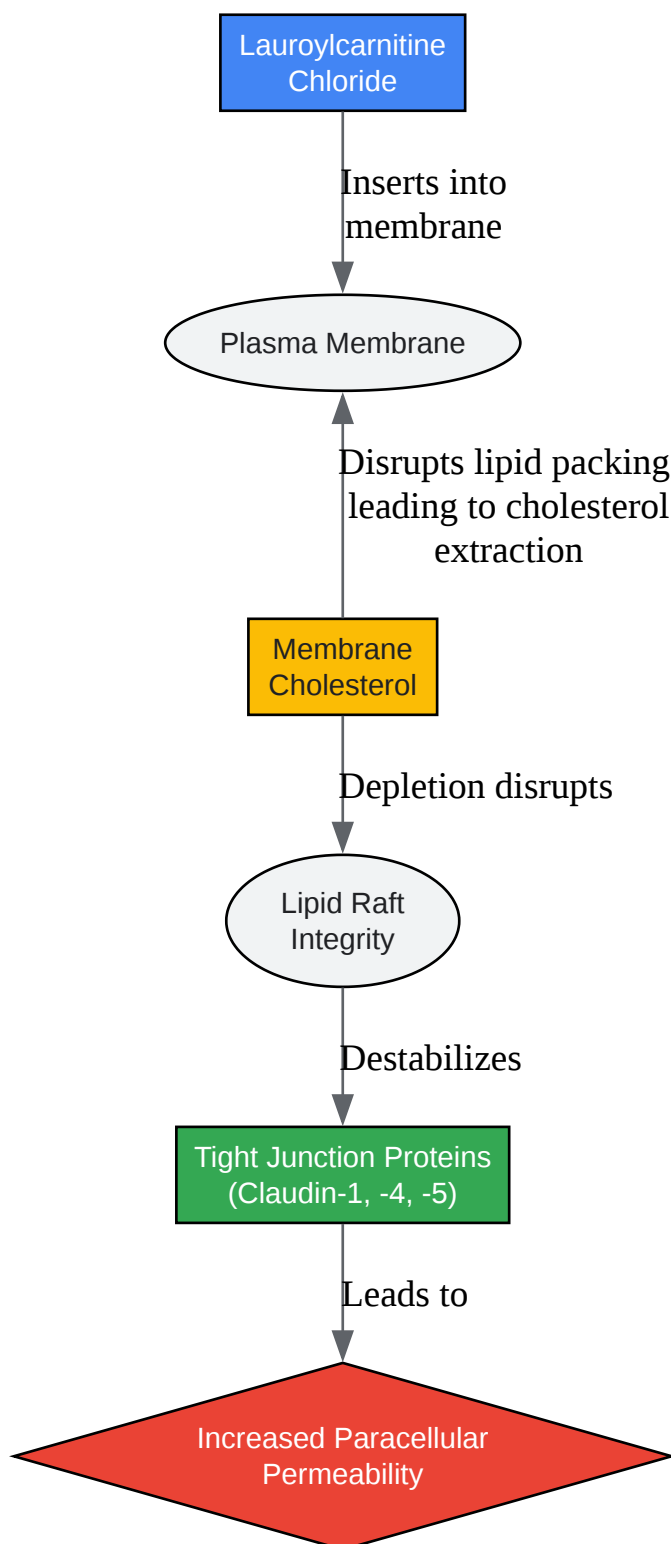 Lauroylcarnitine
Chloride
Inserts into
membrane
Plasma Membrane
Disrupts lipid packing
leading to cholesterol
extraction
Membrane
Cholesterol
Depletion disrupts
Lipid Raft
Integrity
Destabilizes
Tight Junction Proteins
(Claudin-1, -4, -5)
Leads to
Increased Paracellular
Permeability